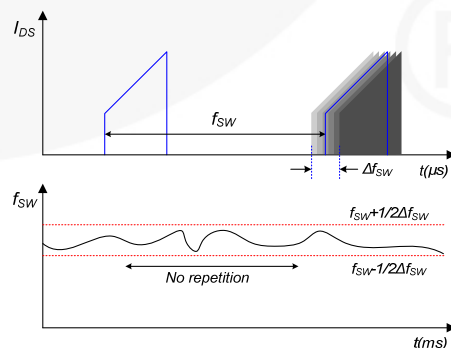 I_DS
f_SW
t(µs)
Δf_SW
f_SW
f_SW+1/2Δf_SW
f_SW-1/2Δf_SW
No repetition
t(ms)